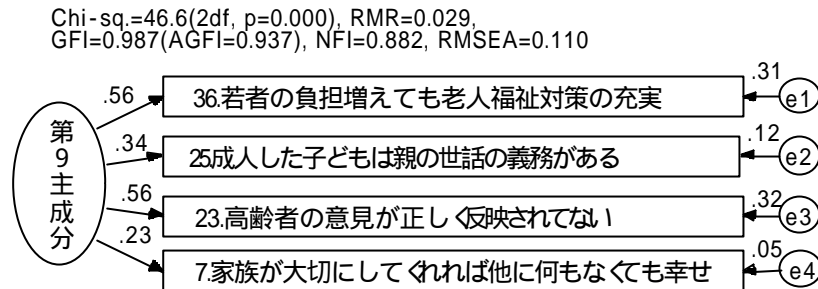 Chi-sq.=46.6(2df, p=0.000), RMR=0.029,
GFI=0.987(AGFI=0.937), NFI=0.882, RMSEA=0.110
第9主成分
.56
36.若者の負担増えても老人福祉対策の充実
.31
e1
.34
25成人した子どもは親の世話の義務がある
.12
e2
.56
23.高齢者の意見が正しく反映されてない
.32
e3
.23
7.家族が大切にしてくれれば他に何もなくても幸せ
.05
e4